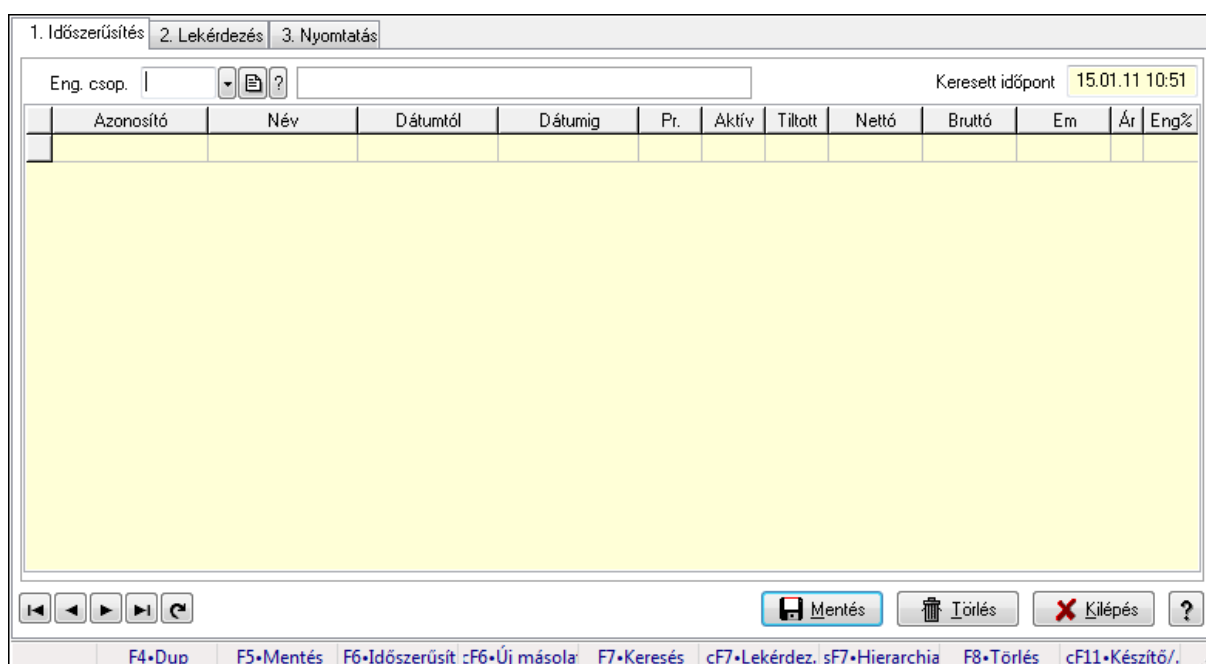 1. Időszerűsítés 2. Lekérdezés 3. Nyomtatás
Eng. csop. ? Keresett időpont 15.01.11 10:51
Azonosító Név Dátumtól Dátumig Pr. Aktív Tiltott Nettó Bruttó Em Ár Eng%
Mentés Törlés Kilépés ?
F4•Dup F5•Mentés F6•Időszerűsít cF6•Új másola F7•Keresés cF7•Lekérdez. sF7•Hierarchia F8•Törlés cF11•Készítő/.